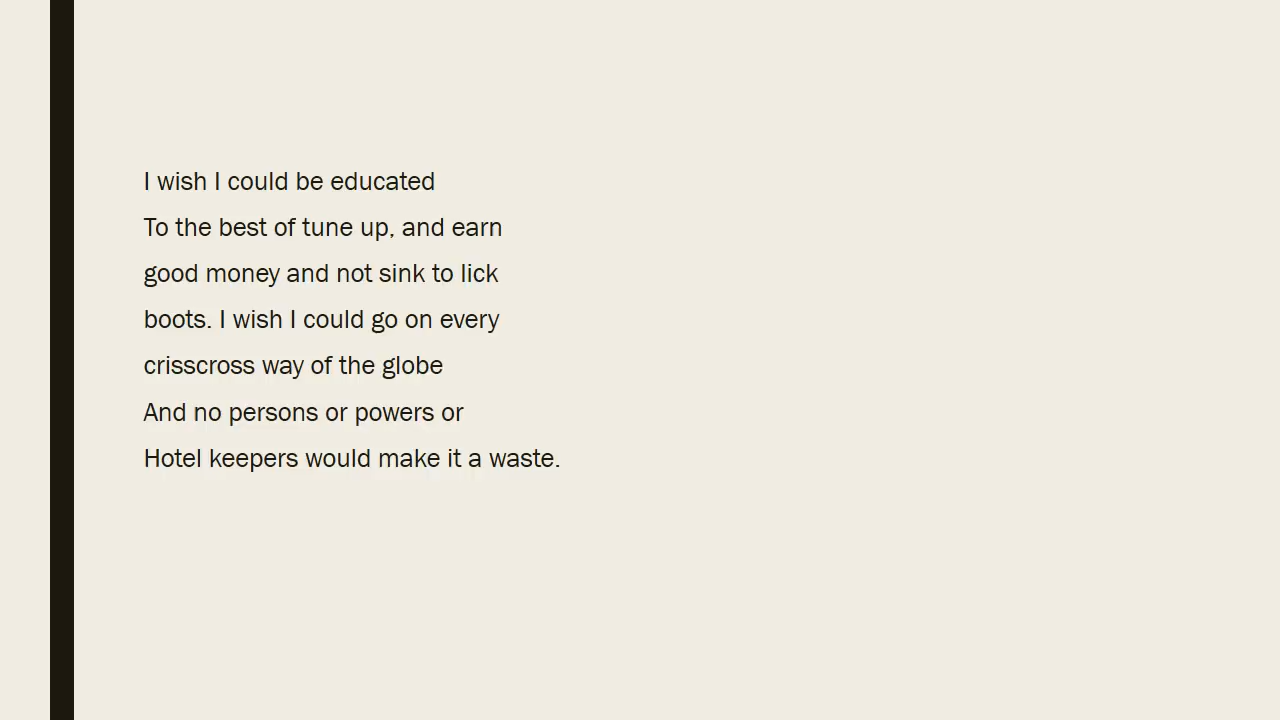 I wish I could be educated
To the best of tune up, and earn
good money and not sink to lick
boots. I wish I could go on every
crisscross way of the globe
And no persons or powers or
Hotel keepers would make it a waste.